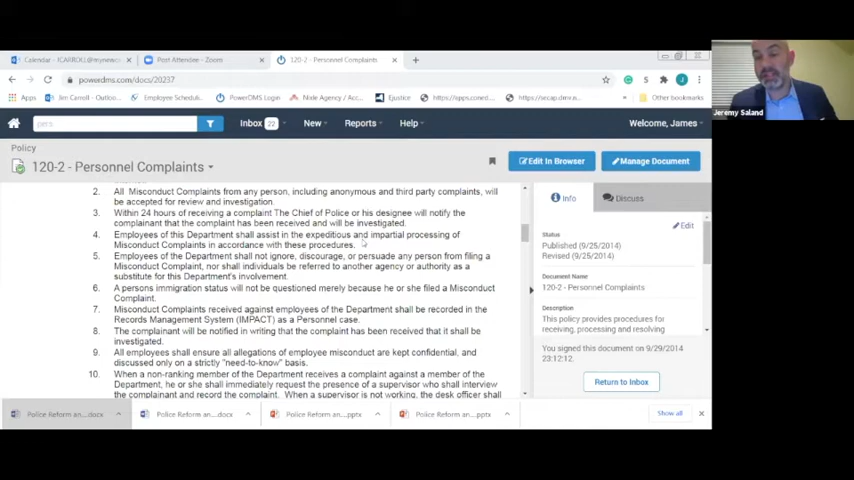 Calendar - JCARROLL@mynewc
Post Attendee - Zoom
120-2 - Personnel Complaints
powerdms.com/docs/20237
Apps
Jim Carroll - Outloo...
Employee Scheduli...
PowerDMS Login
Nixle Agency / Acc...
Ejustice
https://apps.coned...
https://secap.dmv.n...
Other bookmarks
pers
Inbox 22
New
Reports
Help
Welcome, James
Policy
120-2 - Personnel Complaints
Edit In Browser
Manage Document
2. All Misconduct Complaints from any person, including anonymous and third party complaints, will
be accepted for review and investigation.
3. Within 24 hours of receiving a complaint The Chief of Police or his designee will notify the
complainant that the complaint has been received and will be investigated.
4. Employees of this Department shall assist in the expeditious and impartial processing of
Misconduct Complaints in accordance with these procedures.
5. Employees of the Department shall not ignore, discourage, or persuade any person from filing a
Misconduct Complaint, nor shall individuals be referred to another agency or authority as a
substitute for this Department's involvement.
6. A persons immigration status will not be questioned merely because he or she filed a Misconduct
Complaint.
7. Misconduct Complaints received against employees of the Department shall be recorded in the
Records Management System (IMPACT) as a Personnel case.
8. The complainant will be notified in writing that the complaint has been received that it shall be
investigated.
9. All employees shall ensure all allegations of employee misconduct are kept confidential, and
discussed only on a strictly "need-to-know" basis.
10. When a non-ranking member of the Department receives a complaint against a member of the
Department, he or she shall immediately request the presence of a supervisor who shall interview
the complainant and record the complaint. When a supervisor is not working, the desk officer shall
Info
Discuss
Edit
Status
Published (9/25/2014)
Revised (9/25/2014)
Document Name
120-2 - Personnel Complaints
Description
This policy provides procedures for
receiving, processing and resolving
You signed this document on 9/29/2014
23:12:12.
Return to Inbox
Police Reform an....docx
Police Reform an....docx
Police Reform an....pptx
Police Reform an....pptx
Show all
Jeremy Saland